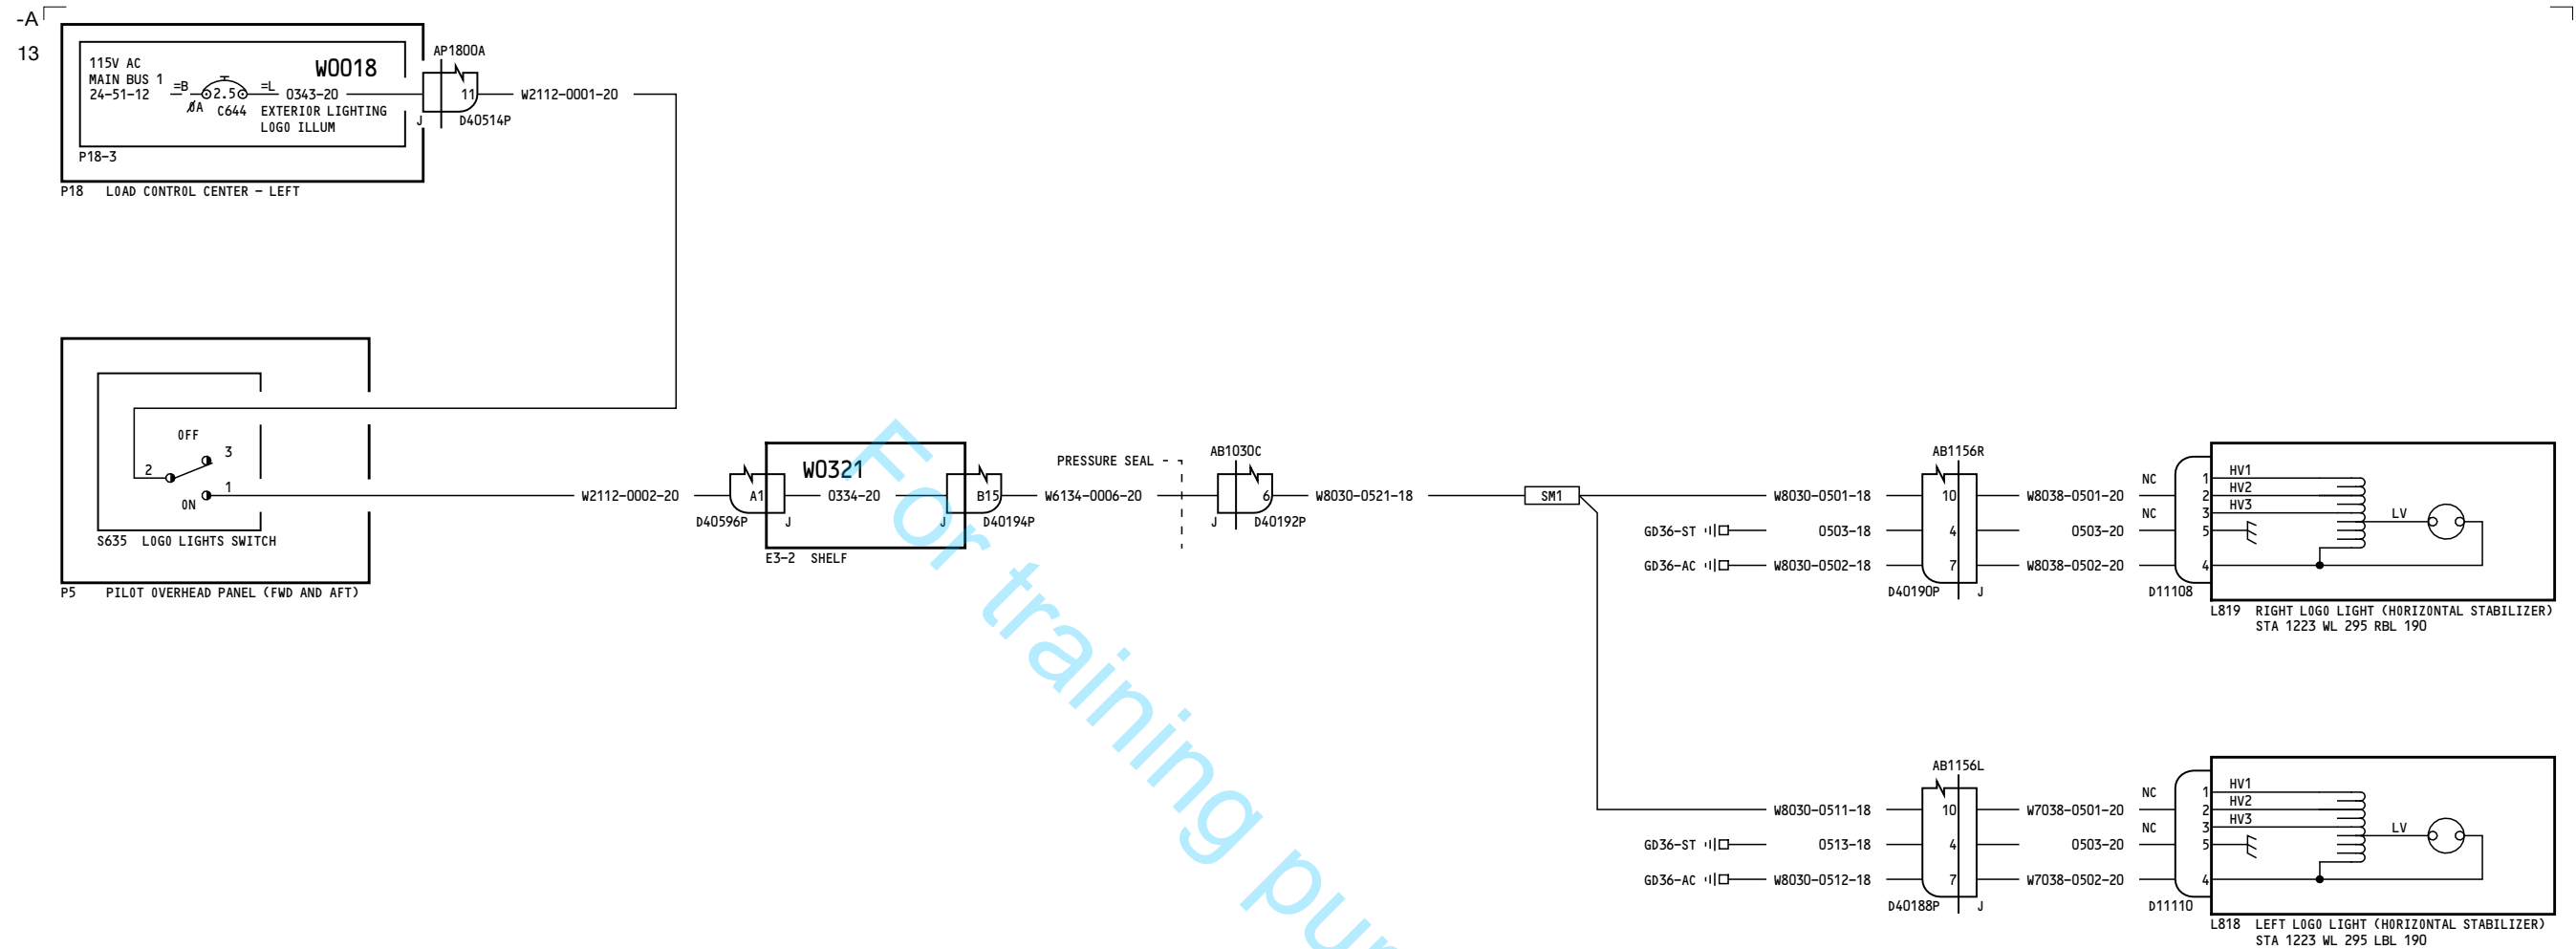 -A
13
115V AC
MAIN BUS 1
24-51-12
=B
ØA
2.5
C644
=L
W0018
0343-20
EXTERIOR LIGHTING
LOGO ILLUM
P18-3
P18 LOAD CONTROL CENTER - LEFT
AP1800A
11
J
D40514P
W2112-0001-20
OFF
3
2
1
ON
S635 LOGO LIGHTS SWITCH
P5 PILOT OVERHEAD PANEL (FWD AND AFT)
W2112-0002-20
A1
D40596P
J
W0321
0334-20
E3-2 SHELF
B15
J
D40194P
W6134-0006-20
PRESSURE SEAL
AB1030C
6
J
D40192P
W8030-0521-18
SM1
AB1156R
W8030-0501-18
10
W8038-0501-20
GD36-ST
0503-18
4
0503-20
GD36-AC
W8030-0502-18
7
W8038-0502-20
D40190P
J
NC
NC
1
2
3
5
4
D11108
HV1
HV2
HV3
LV
L819 RIGHT LOGO LIGHT (HORIZONTAL STABILIZER)
STA 1223 WL 295 RBL 190
AB1156L
W8030-0511-18
10
W7038-0501-20
GD36-ST
0513-18
4
0503-20
GD36-AC
W8030-0512-18
7
W7038-0502-20
D40188P
J
NC
NC
1
2
3
5
4
D11110
HV1
HV2
HV3
LV
L818 LEFT LOGO LIGHT (HORIZONTAL STABILIZER)
STA 1223 WL 295 LBL 190
For training pur